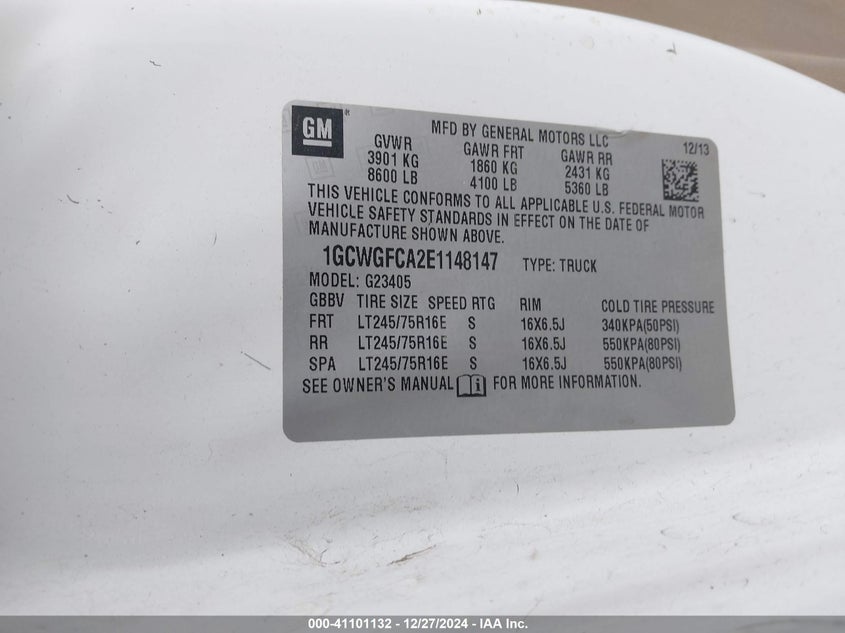 GM ®
MFD BY GENERAL MOTORS LLC
12/13
GVWR GAWR FRT GAWR RR
3901 KG 1860 KG 2431 KG
8600 LB 4100 LB 5360 LB
THIS VEHICLE CONFORMS TO ALL APPLICABLE U.S. FEDERAL MOTOR
VEHICLE SAFETY STANDARDS IN EFFECT ON THE DATE OF
MANUFACTURE SHOWN ABOVE.
1GCWGFCA2E1148147 TYPE: TRUCK
MODEL: G23405
GBBV TIRE SIZE SPEED RTG RIM COLD TIRE PRESSURE
FRT LT245/75R16E S 16X6.5J 340KPA(50PSI)
RR LT245/75R16E S 16X6.5J 550KPA(80PSI)
SPA LT245/75R16E S 16X6.5J 550KPA(80PSI)
SEE OWNER'S MANUAL i FOR MORE INFORMATION.
000-41101132 - 12/27/2024 - IAA Inc.